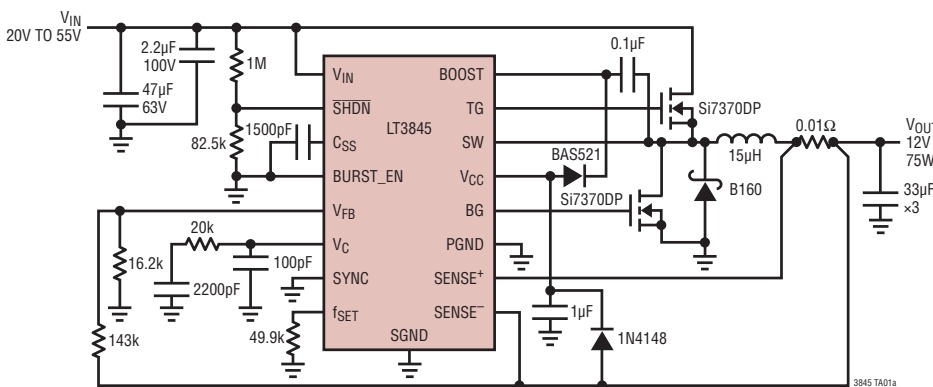 VIN
20V TO 55V
2.2µF
100V
47µF
63V
1M
82.5k
1500pF
0.1µF
VIN
SHDN
CSS
BURST_EN
VFB
VC
SYNC
fSET
LT3845
SGND
BOOST
TG
SW
VCC
BG
PGND
SENSE+
SENSE–
Si7370DP
BAS521
Si7370DP
15µH
B160
0.01Ω
VOUT
12V
75W
33µF
×3
16.2k
143k
20k
2200pF
100pF
49.9k
1µF
1N4148
3845 TA01a